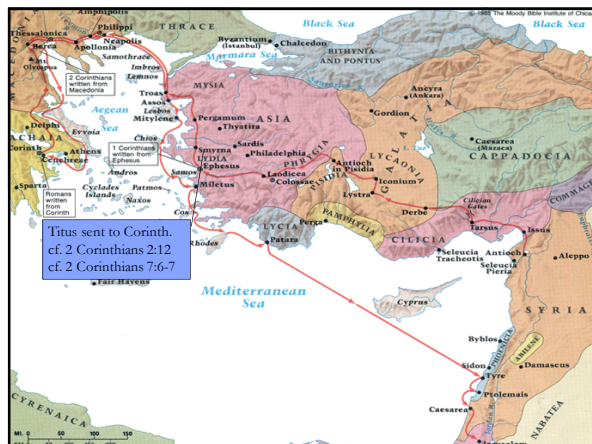 © 1985 The Moody Bible Institute of Chica
Amphipolis
Philippi
Thessalonica
Neapolis
Berea
Apollonia
Mt.
Olympus
THRACE
Black Sea
Black Sea
Byzantium
(Istanbul)
Chalcedon
Marmara Sea
BITHYNIA
AND PONTUS
Samothrace
Imbros
Lemnos
2 Corinthians
written from
Macedonia
Troas
MYSIA
Assos
Lesbos
Mitylene
Aegean
Sea
ASIA
Pergamum
Thyatira
Ancyra
(Ankara)
Gordion
GALATIA
Caesarea
(Mazaca)
CAPPADOCIA
ACHAIA
Delphi
Evvoia
Chios
1 Corinthians
written from
Ephesus
Smyrna
Sardis
Philadelphia
LYDIA
Ephesus
PHRYGIA
Antioch
in Pisidia
PISIDIA
LYCAONIA
Iconium
Corinth
Athens
Cenchreae
Andros
Samos
Miletus
Laodicea
Colossae
Lystra
Derbe
Cilician
Gates
Tarsus
Issus
COMMAGE
Sparta
Romans
written
from
Corinth
Cyclades
Islands
Patmos
Naxos
Cos
LYCIA
Patara
Perga
PAMPHYLIA
CILICIA
Seleucia
Tracheotis
Antioch
Seleucia
Pieria
Aleppo
Titus sent to Corinth.
cf. 2 Corinthians 2:12
cf. 2 Corinthians 7:6-7
Rhodes
Fair Havens
Mediterranean
Sea
Cyprus
SYRIA
Byblos
PHOENICIA
ABILENE
Sidon
Damascus
Tyre
Ptolemais
Caesarea
NABATEA
CYRENAICA
MI. 0 50 100 150
Jerusalem